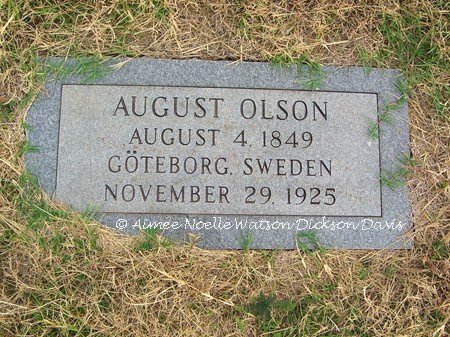 AUGUST OLSON
AUGUST 4, 1849
GÖTEBORG, SWEDEN
NOVEMBER 29, 1925
© Aimee Noelle Watson Dickson Davis